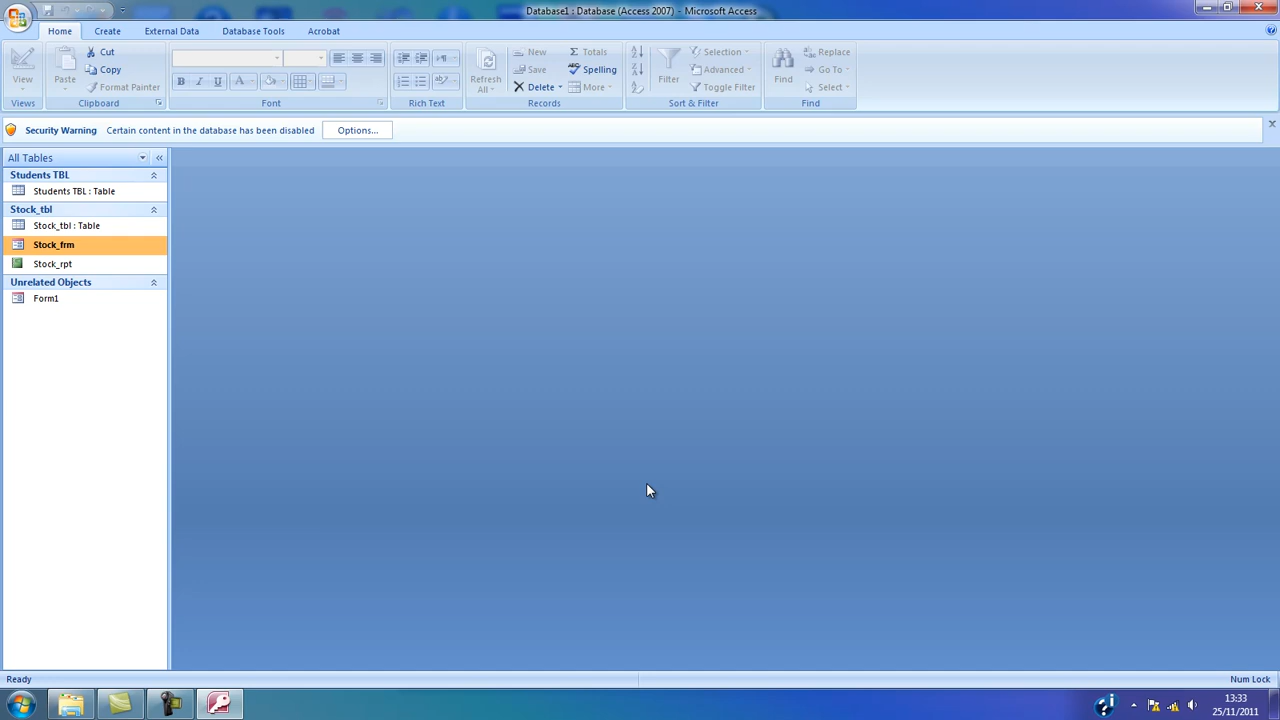 Database1 : Database (Access 2007) - Microsoft Access
Home Create External Data Database Tools Acrobat
View
Views
Paste
Cut
Copy
Format Painter
Clipboard
B I U A
Font
Rich Text
Refresh
All
New
Save
Delete
Totals
Spelling
More
Records
Filter
Selection
Advanced
Toggle Filter
Sort & Filter
Find
Replace
Go To
Select
Find
Security Warning Certain content in the database has been disabled Options...
All Tables
Students TBL
Students TBL : Table
Stock_tbl
Stock_tbl : Table
Stock_frm
Stock_rpt
Unrelated Objects
Form1
Ready Num Lock
13:33
25/11/2011